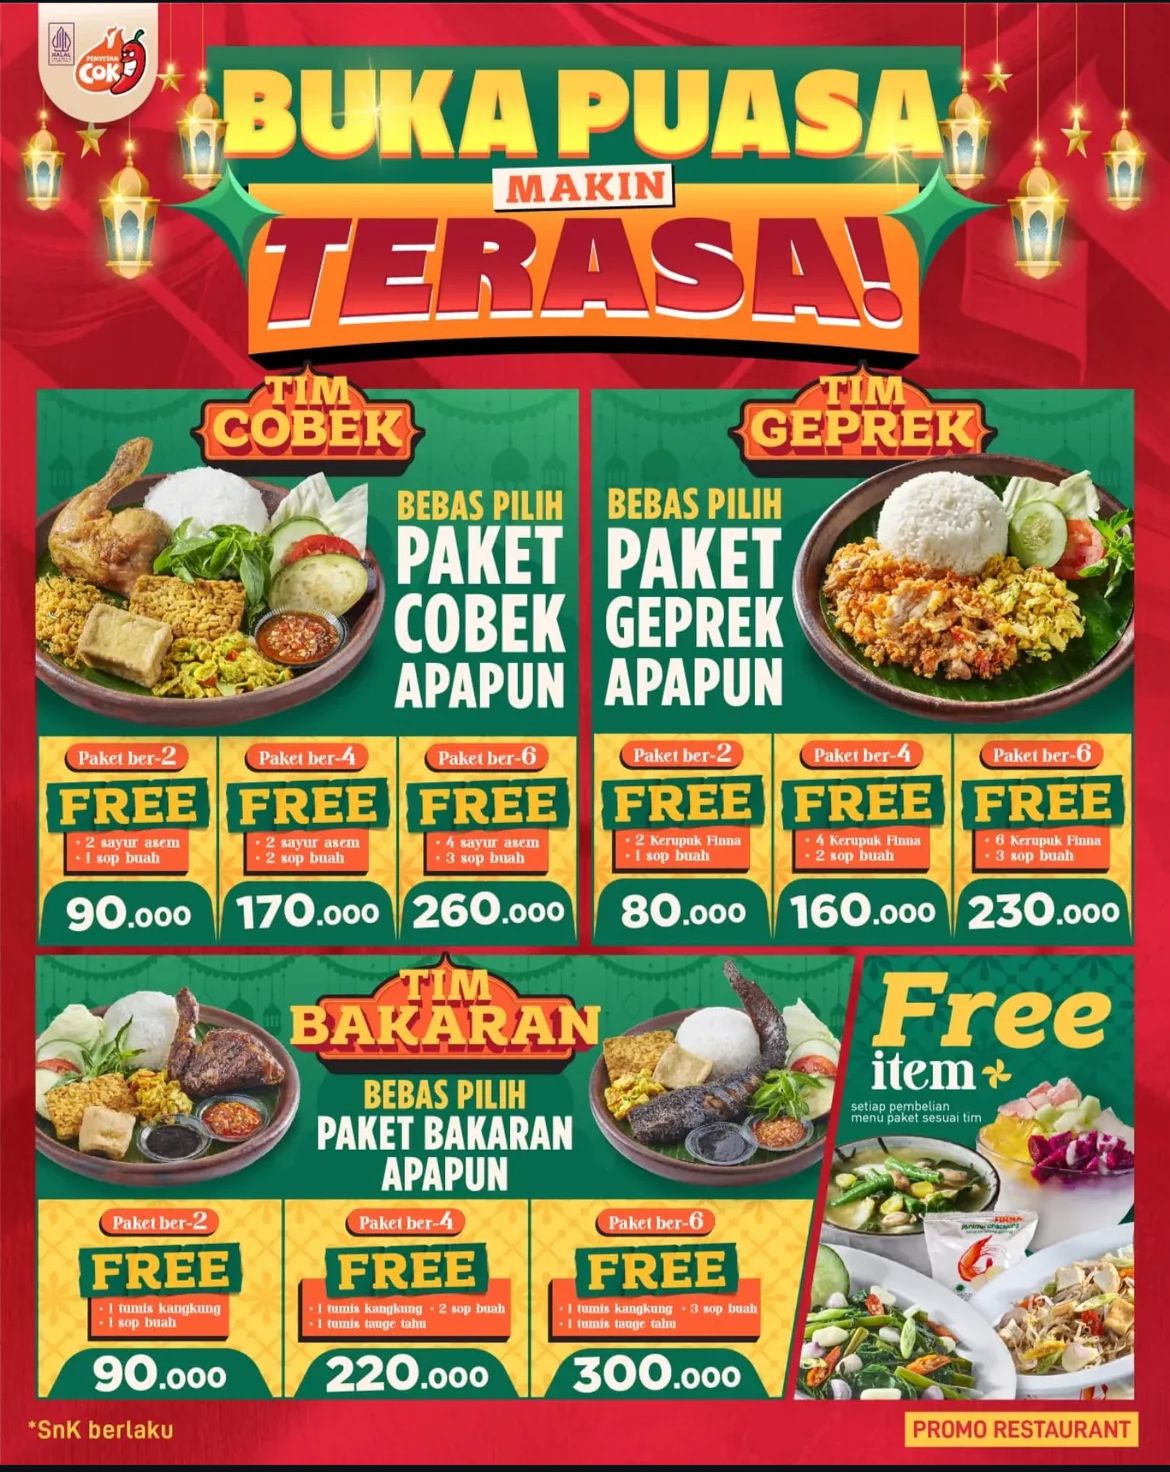 HALAL
PENYETAN
COK
BUKA PUASA
MAKIN
TERASA!
TIM
COBEK
BEBAS PILIH
PAKET
COBEK
APAPUN
Paket ber-2
FREE
• 2 sayur asem
• 1 sop buah
90.000
Paket ber-4
FREE
• 2 sayur asem
• 2 sop buah
170.000
Paket ber-6
FREE
• 4 sayur asem
• 3 sop buah
260.000
TIM
GEPREK
BEBAS PILIH
PAKET
GEPREK
APAPUN
Paket ber-2
FREE
• 2 Kerupuk Finna
• 1 sop buah
80.000
Paket ber-4
FREE
• 4 Kerupuk Finna
• 2 sop buah
160.000
Paket ber-6
FREE
• 6 Kerupuk Finna
• 3 sop buah
230.000
TIM
BAKARAN
BEBAS PILIH
PAKET BAKARAN
APAPUN
Paket ber-2
FREE
• 1 tumis kangkung
• 1 sop buah
90.000
Paket ber-4
FREE
• 1 tumis kangkung • 2 sop buah
• 1 tumis tauge tahu
220.000
Paket ber-6
FREE
• 1 tumis kangkung • 3 sop buah
• 1 tumis tauge tahu
300.000
Free
item
setiap pembelian
menu paket sesuai tim
FINNA
*SnK berlaku
PROMO RESTAURANT